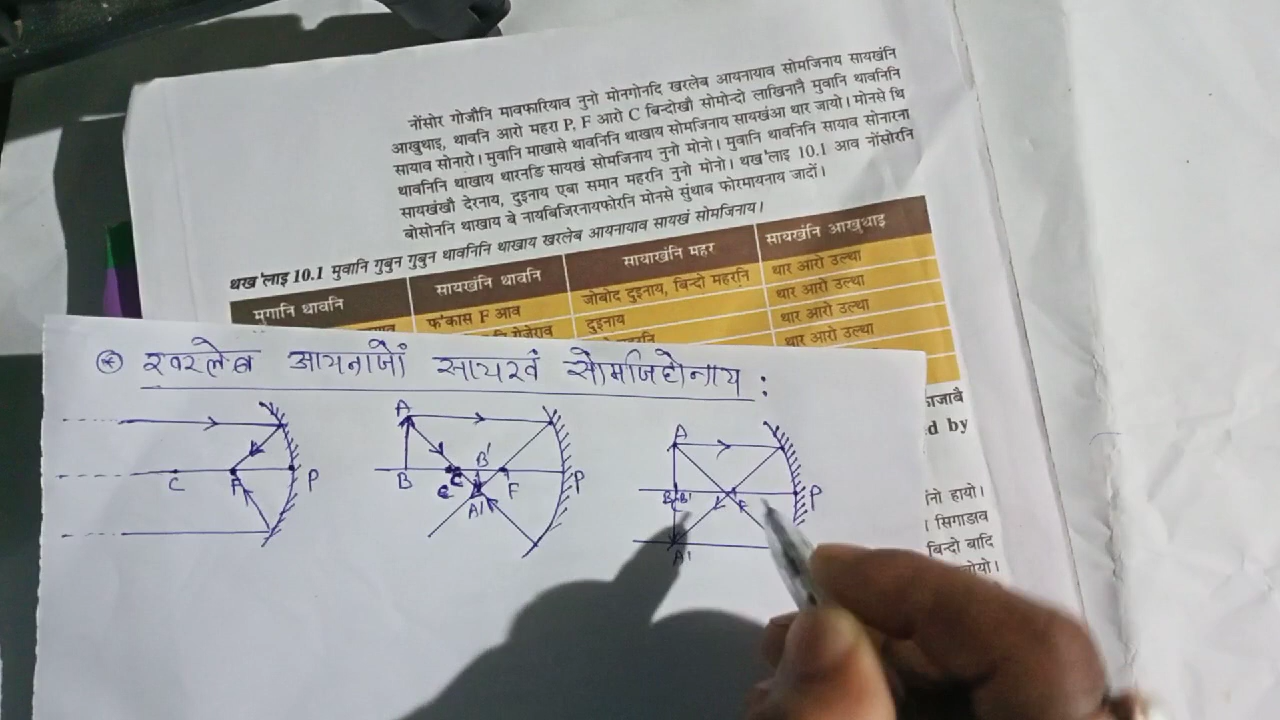 नोंसोर गोजौनि मावफारियाव नुनो मोनगोनदि खरलेब आयनायाव सोमजिनाय सायखंनि
आखुथाइ, थावनि आरो महरा P, F आरो C बिन्दोखौ सोमोन्दो लाखिनानै मुवानि थावनिनि
सायाव सोनारो। मुवानि माखासे थावनिनि थाखाय सोमजिनाय सायखंआ थार जायो। मोनसे थि
थावनिनि थाखाय थारनङि सायखं सोमजिनाय नुनो मोनो। मुवानि थावनिनि सायाव सोनारना
सायखंखौ देरनाय, दुइनाय एबा समान महरनि नुनो मोनो। थख'लाइ 10.1 आव नोंसोरनि
बोसोननि थाखाय बे नायबिजिरनायफोरनि मोनसे सुंथाब फोरमायनाय जादों।
थख'लाइ 10.1 मुवानि गुबुन गुबुन थावनिनि थाखाय खरलेब आयनायाव सायखं सोमजिनाय।
मुगानि थावनि सायखंनि थावनि सायाखंनि महर सायखंनि आखुथाइ
फ'कास F आव जोबोद दुइनाय, बिन्दो महरनि थार आरो उल्था
गेजेराव दुइनाय थार आरो उल्था
थार आरो उल्था
थार आरो उल्था
d by
नो हायो।
सिगाडाव
बिन्दो बादि
* खरलेब आयनाजों सायखं सोमजिहोनाय :
C F P
A B C B' A' F P
A B B' C F P A'